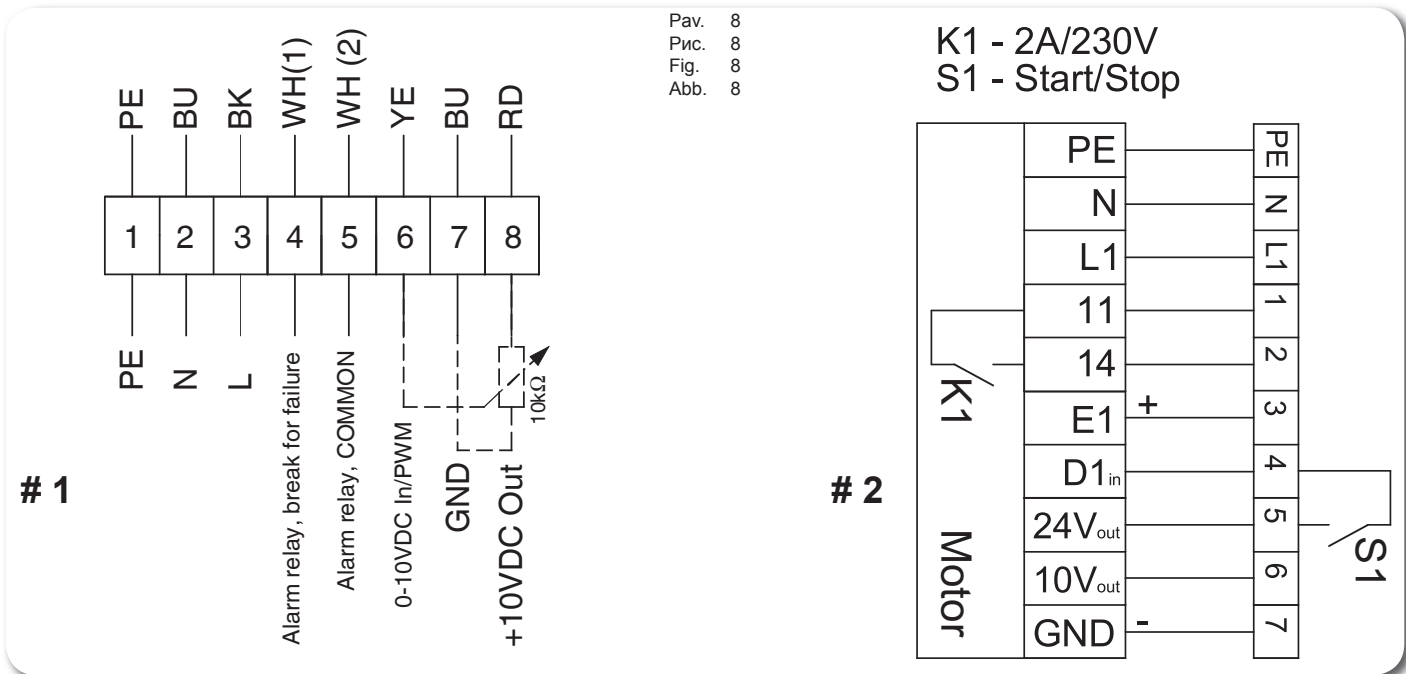 Pav. 8
Рис. 8
Fig. 8
Abb. 8
PE
BU
BK
WH(1)
WH (2)
YE
BU
RD
1
2
3
4
5
6
7
8
PE
N
L
Alarm relay, break for failure
Alarm relay, COMMON
0-10VDC In/PWM
GND
+10VDC Out
10kΩ
# 1
K1 - 2A/230V
S1 - Start/Stop
# 2
Motor
K1
PE
N
L1
11
14
E1
D1in
24Vout
10Vout
GND
+
-
PE
N
L1
1
2
3
4
5
6
7
S1